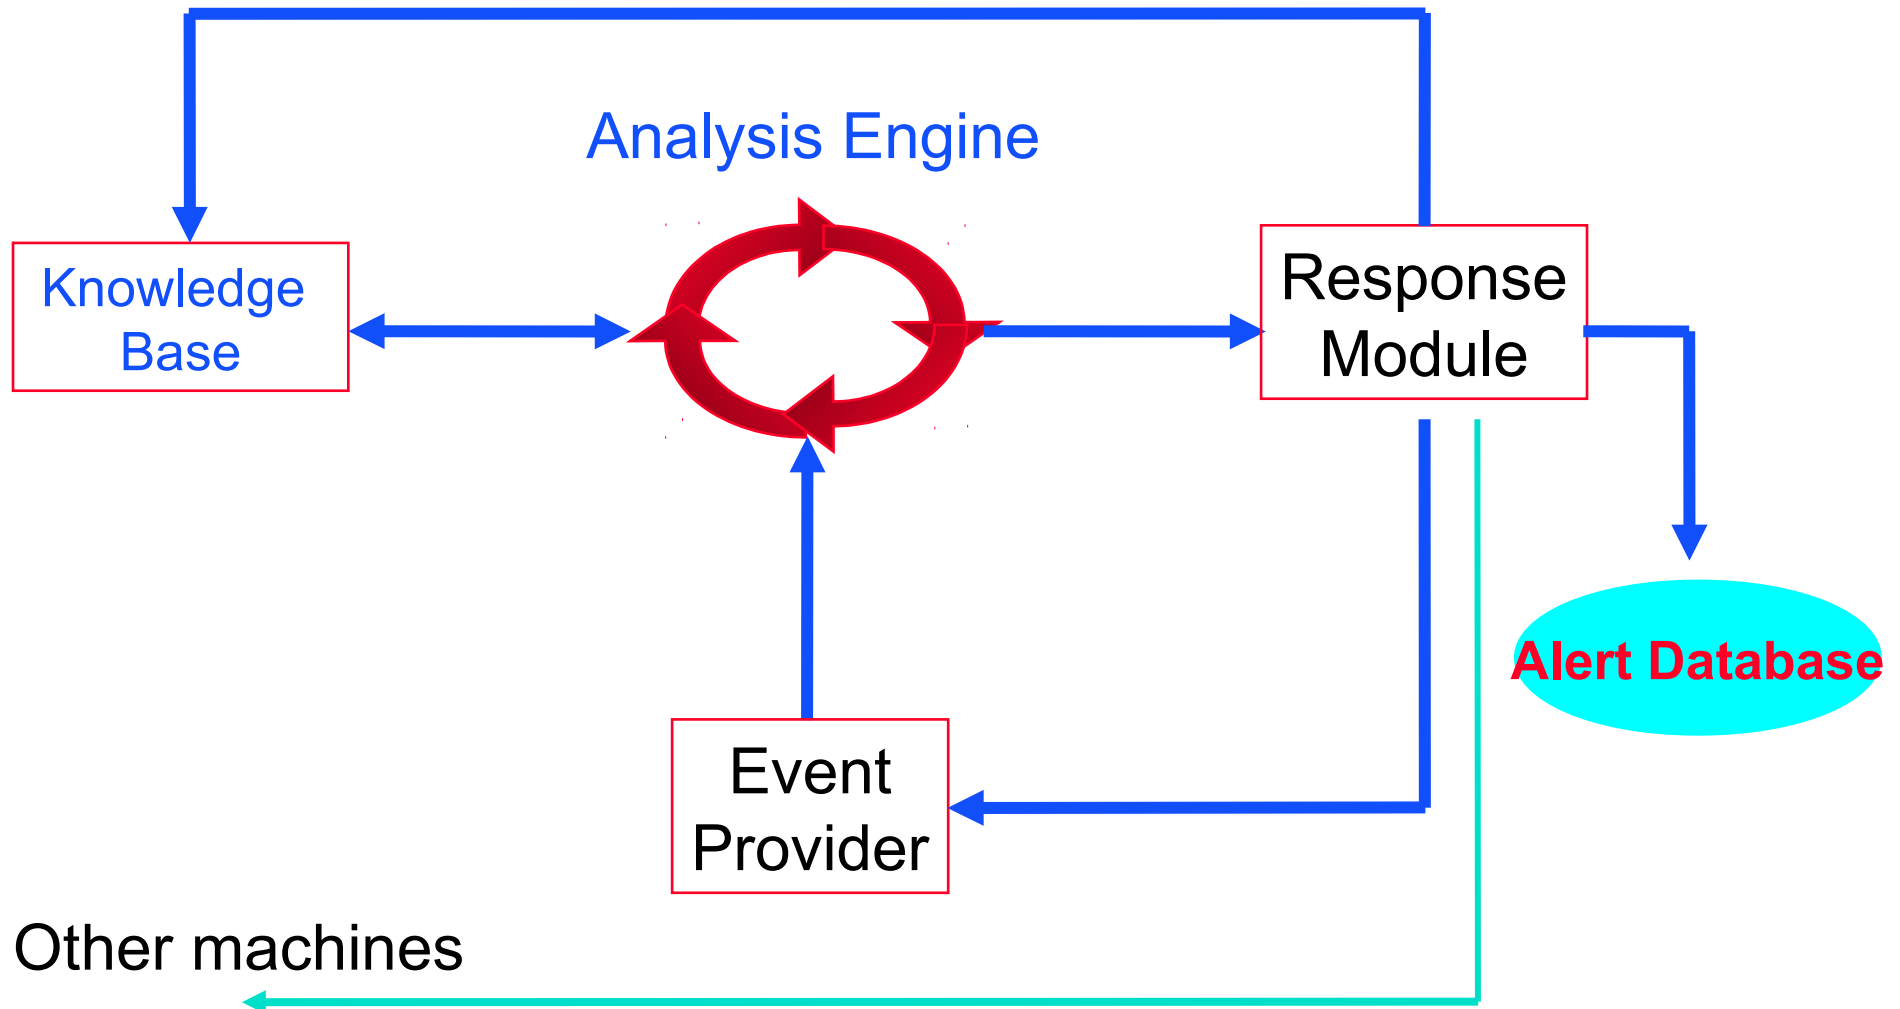 Analysis Engine
Knowledge
Base
Response
Module
Alert Database
Event
Provider
Other machines